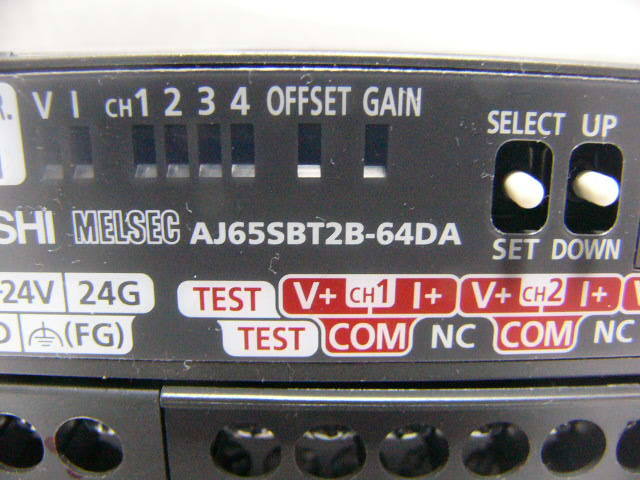 R. V I CH1 2 3 4 OFFSET GAIN
SELECT UP
SHI MELSEC AJ65SBT2B-64DA
SET DOWN
-24V 24G TEST V+ CH1 I+ V+ CH2 I+
(FG) TEST COM NC COM NC